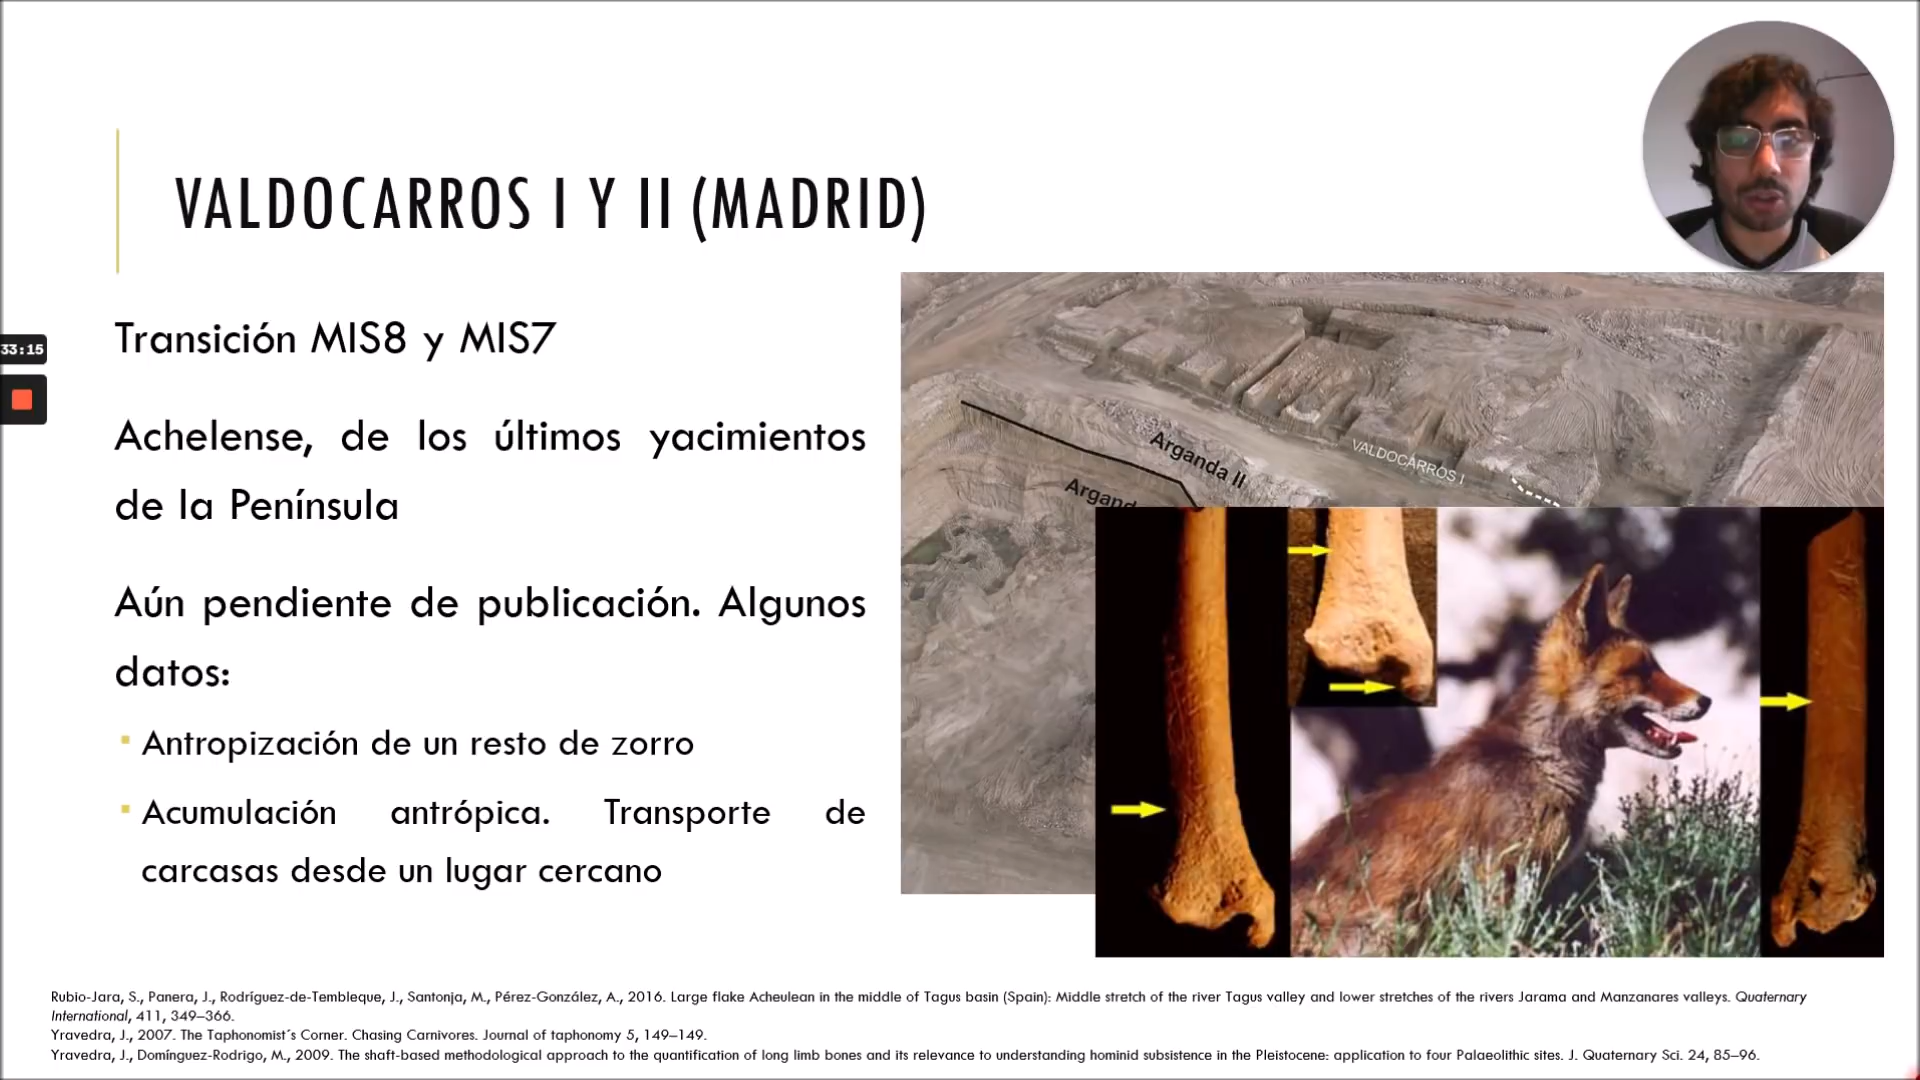 VALDOCARROS I Y II (MADRID)
33:15
Transición MIS8 y MIS7
Achelense, de los últimos yacimientos
de la Península
Aún pendiente de publicación. Algunos
datos:
Antropización de un resto de zorro
Acumulación antrópica. Transporte de
carcasas desde un lugar cercano
Arganda II
VALDOCARROS I
Argand
Rubio-Jara, S., Panera, J., Rodríguez-de-Tembleque, J., Santonja, M., Pérez-González, A., 2016. Large flake Acheulean in the middle of Tagus basin (Spain): Middle stretch of the river Tagus valley and lower stretches of the rivers Jarama and Manzanares valleys. Quaternary
International, 411, 349–366.
Yravedra, J., 2007. The Taphonomist´s Corner. Chasing Carnivores. Journal of taphonomy 5, 149–149.
Yravedra, J., Domínguez-Rodrigo, M., 2009. The shaft-based methodological approach to the quantification of long limb bones and its relevance to understanding hominid subsistence in the Pleistocene: application to four Palaeolithic sites. J. Quaternary Sci. 24, 85–96.